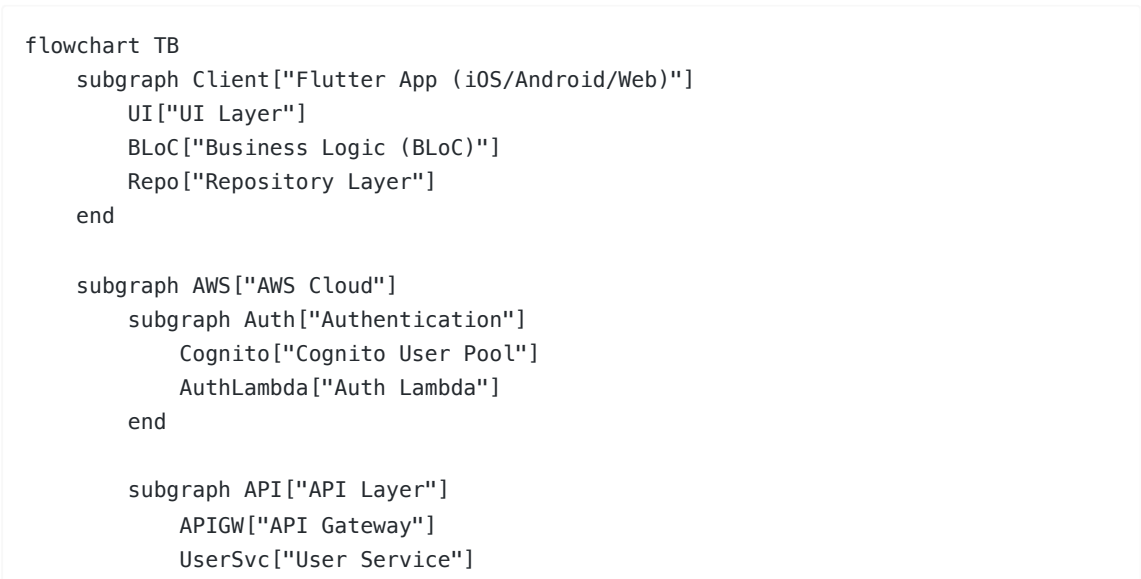 flowchart TB
    subgraph Client["Flutter App (iOS/Android/Web)"]
        UI["UI Layer"]
        BLoC["Business Logic (BLoC)"]
        Repo["Repository Layer"]
    end

    subgraph AWS["AWS Cloud"]
        subgraph Auth["Authentication"]
            Cognito["Cognito User Pool"]
            AuthLambda["Auth Lambda"]
        end

        subgraph API["API Layer"]
            APIGW["API Gateway"]
            UserSvc["User Service"]